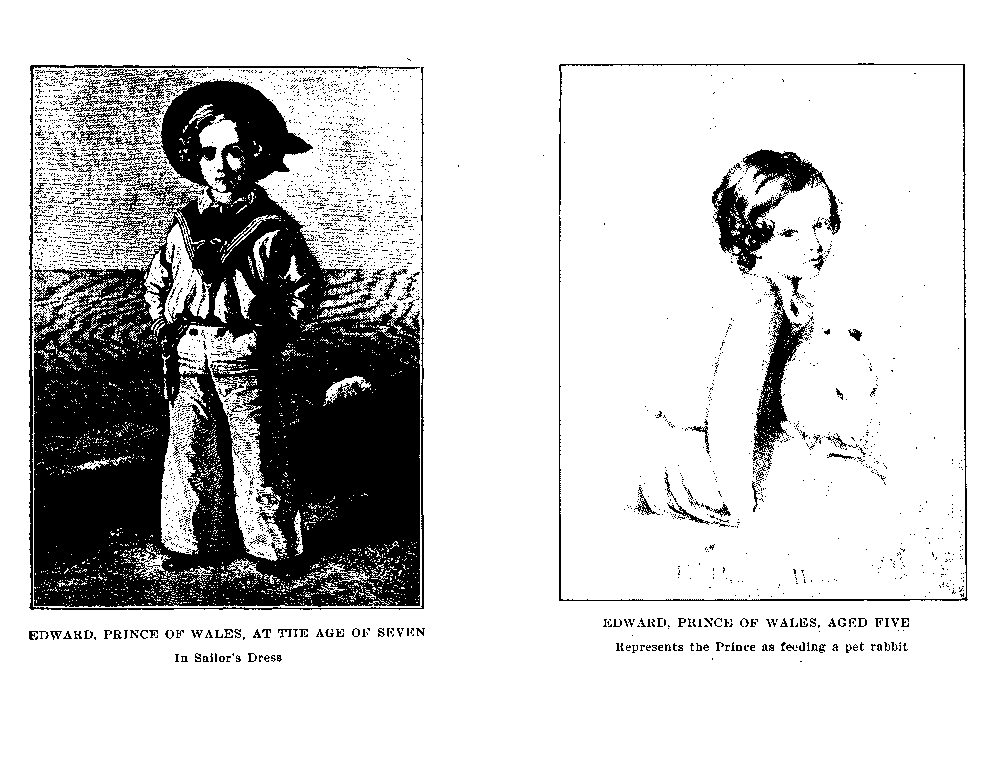 EDWARD, PRINCE OF WALES, AT THE AGE OF SEVEN
In Sailor's Dress
EDWARD, PRINCE OF WALES, AGED FIVE
Represents the Prince as feeding a pet rabbit